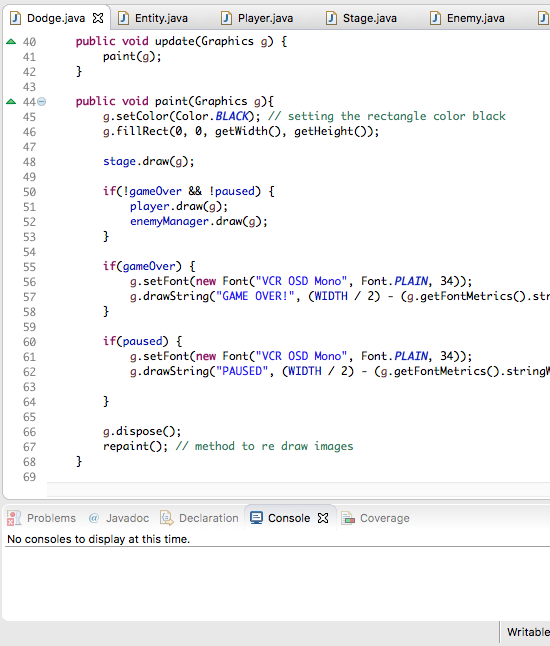 Dodge.java Entity.java Player.java Stage.java Enemy.java
40 public void update(Graphics g) {
41 paint(g);
42 }
43
44 public void paint(Graphics g){
45 g.setColor(Color.BLACK); // setting the rectangle color black
46 g.fillRect(0, 0, getWidth(), getHeight());
47
48 stage.draw(g);
49
50 if(!gameOver && !paused) {
51 player.draw(g);
52 enemyManager.draw(g);
53 }
54
55 if(gameOver) {
56 g.setFont(new Font("VCR OSD Mono", Font.PLAIN, 34));
57 g.drawString("GAME OVER!", (WIDTH / 2) - (g.getFontMetrics().str
58 }
59
60 if(paused) {
61 g.setFont(new Font("VCR OSD Mono", Font.PLAIN, 34));
62 g.drawString("PAUSED", (WIDTH / 2) - (g.getFontMetrics().stringW
63
64 }
65
66 g.dispose();
67 repaint(); // method to re draw images
68 }
69
Problems @ Javadoc Declaration Console Coverage
No consoles to display at this time.
Writable